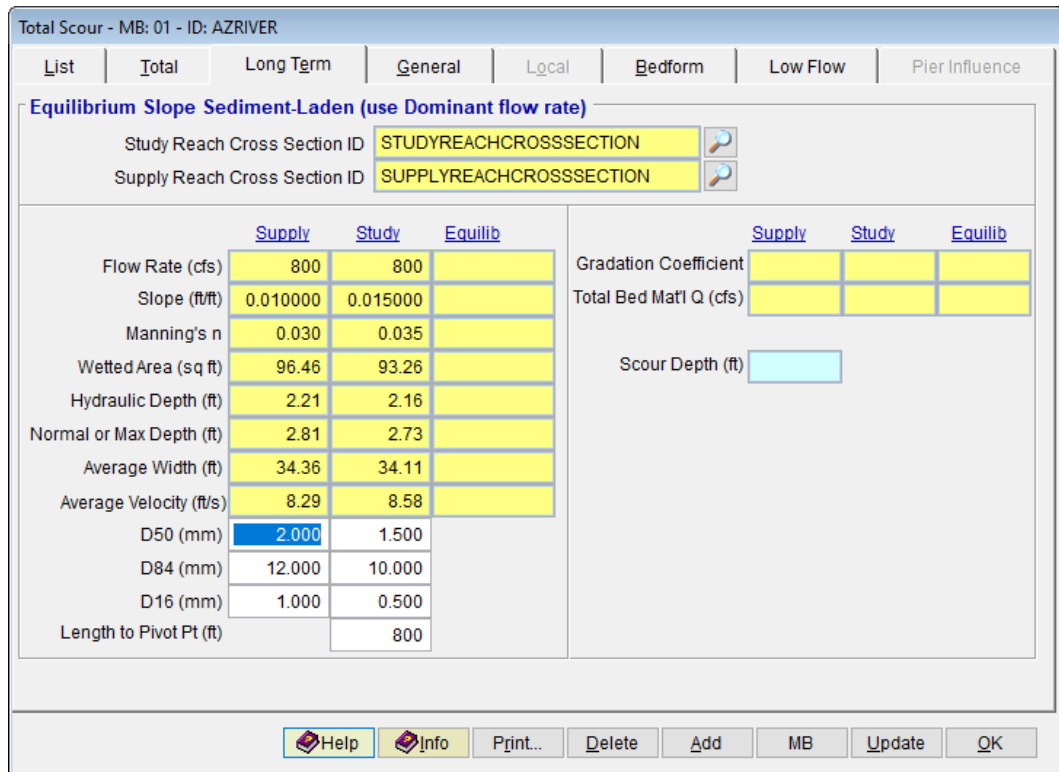 Total Scour - MB: 01 - ID: AZRIVER
List Total Long Term General Local Bedform Low Flow Pier Influence
Equilibrium Slope Sediment-Laden (use Dominant flow rate)
Study Reach Cross Section ID STUDYREACHCROSSSECTION
Supply Reach Cross Section ID SUPPLYREACHCROSSSECTION
Supply Study Equilib
Flow Rate (cfs) 800 800
Slope (ft/ft) 0.010000 0.015000
Manning's n 0.030 0.035
Wetted Area (sq ft) 96.46 93.26
Hydraulic Depth (ft) 2.21 2.16
Normal or Max Depth (ft) 2.81 2.73
Average Width (ft) 34.36 34.11
Average Velocity (ft/s) 8.29 8.58
D50 (mm) 2.000 1.500
D84 (mm) 12.000 10.000
D16 (mm) 1.000 0.500
Length to Pivot Pt (ft) 800
Supply Study Equilib
Gradation Coefficient
Total Bed Mat'l Q (cfs)
Scour Depth (ft)
Help Info Print... Delete Add MB Update OK